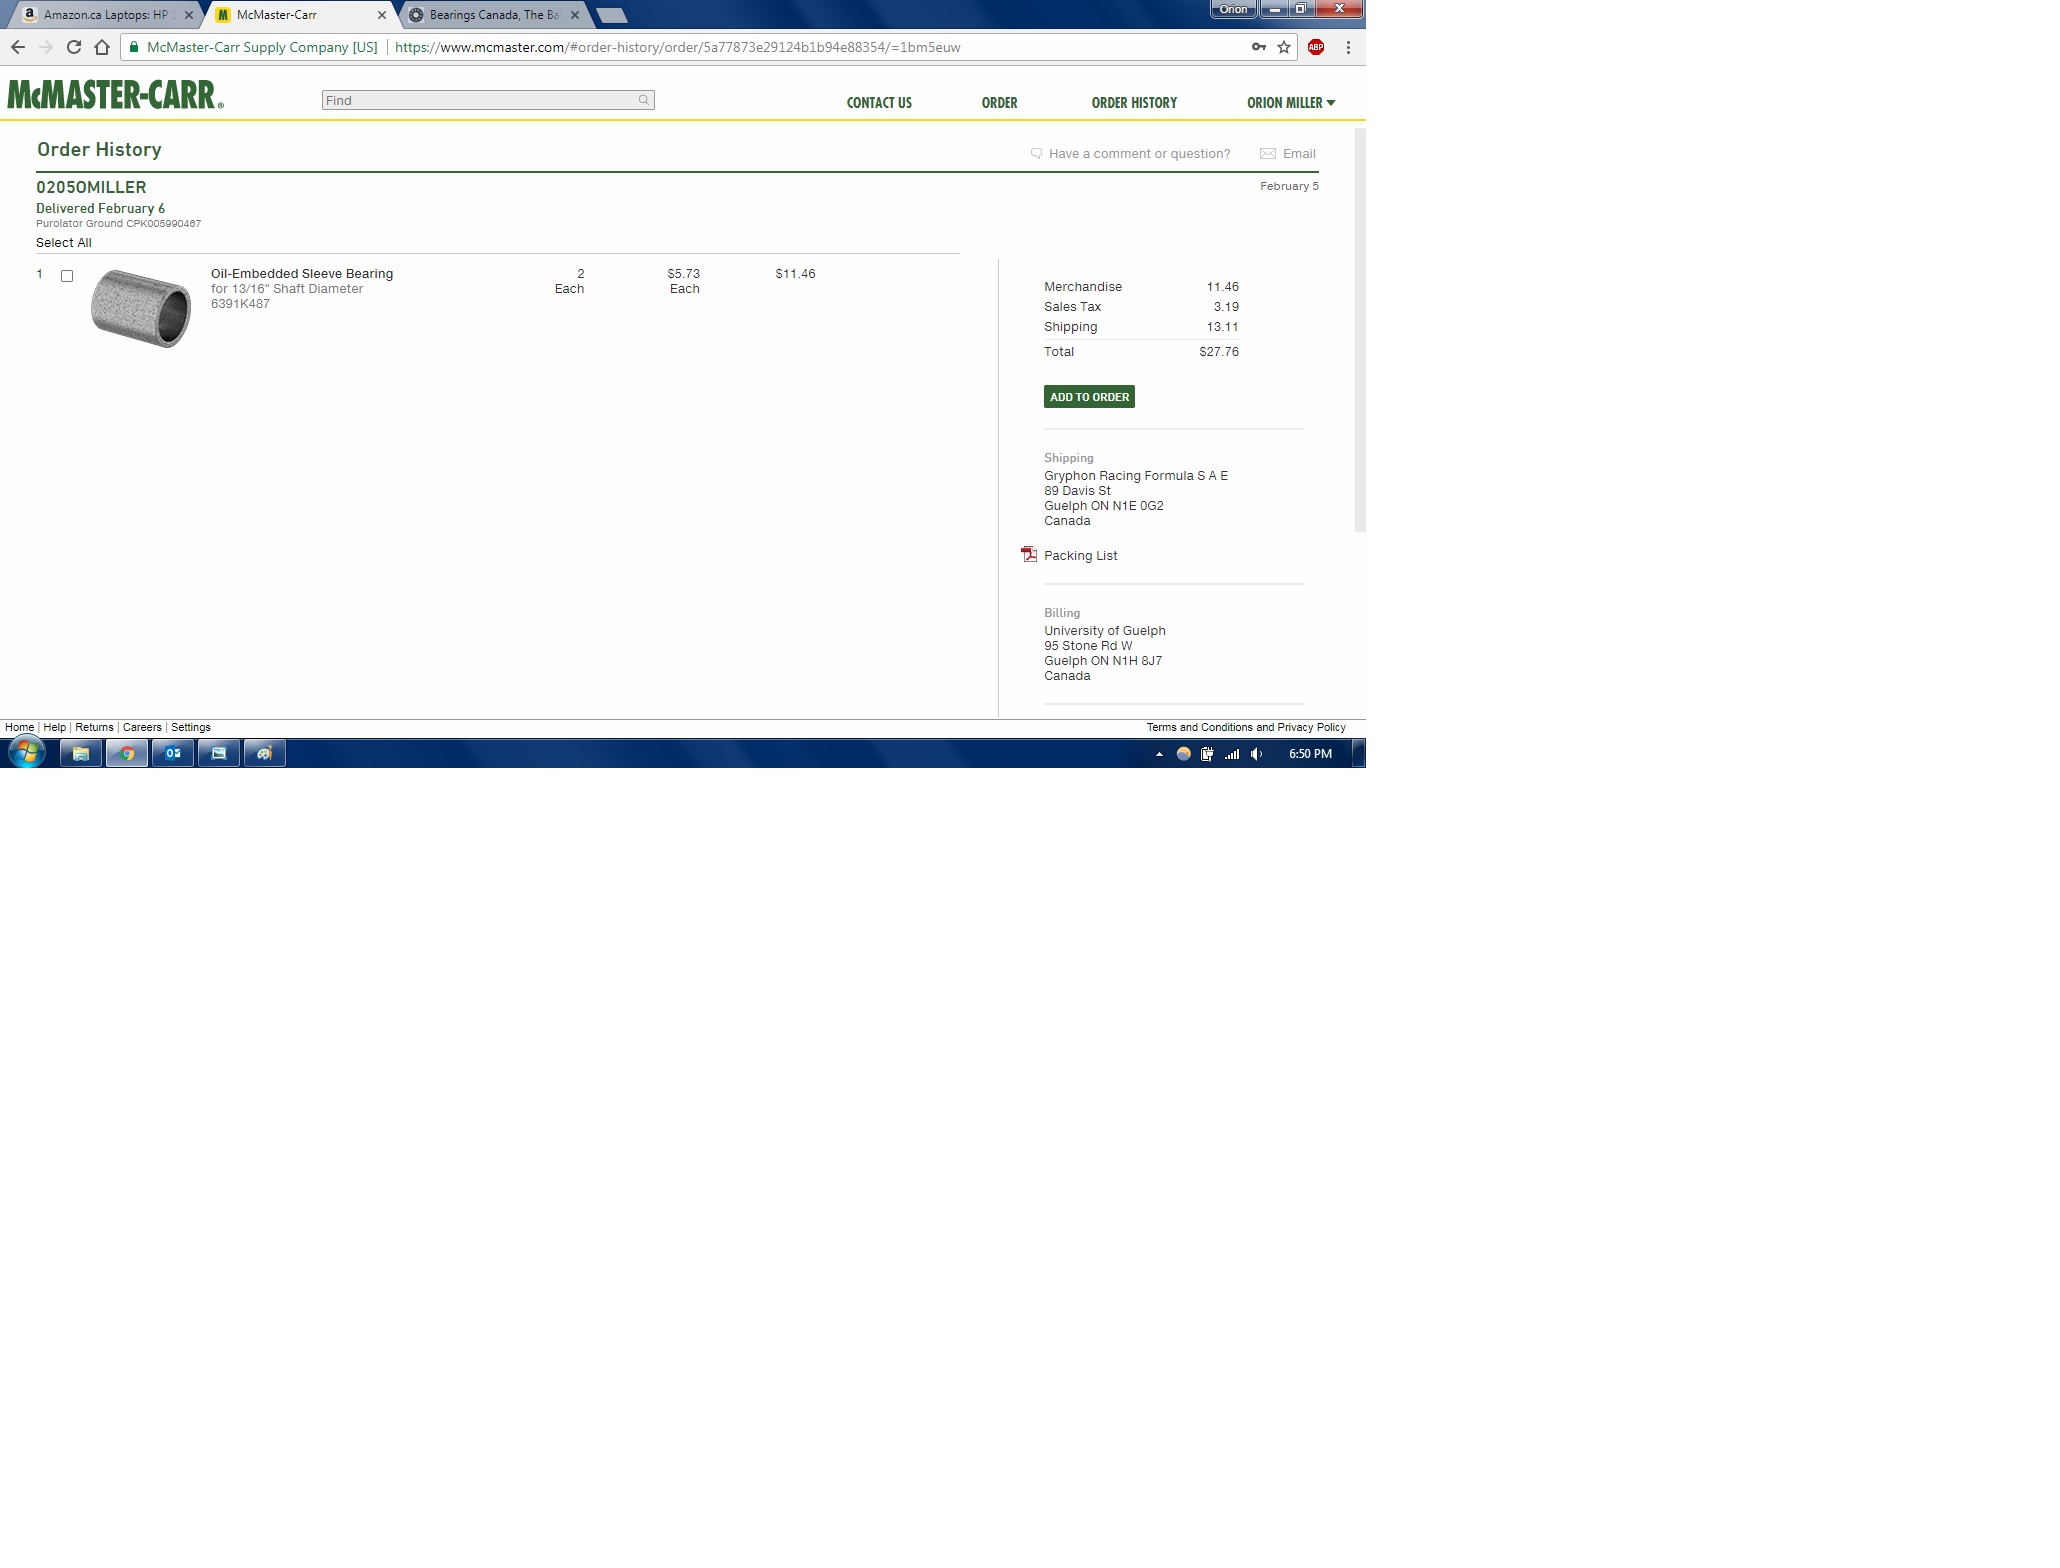 Amazon.ca Laptops: HP
McMaster-Carr
Bearings Canada, The Ba
Orion
McMaster-Carr Supply Company [US]
https://www.mcmaster.com/#order-history/order/5a77873e29124b1b94e88354/=1bm5euw
ABP
McMASTER-CARR®
Find
CONTACT US
ORDER
ORDER HISTORY
ORION MILLER
Order History
Have a comment or question?
Email
0205OMILLER
February 5
Delivered February 6
Purolator Ground CPK005990467
Select All
1
Oil-Embedded Sleeve Bearing
for 13/16" Shaft Diameter
6391K487
2
Each
$5.73
Each
$11.46
Merchandise 11.46
Sales Tax 3.19
Shipping 13.11
Total $27.76
ADD TO ORDER
Shipping
Gryphon Racing Formula S A E
89 Davis St
Guelph ON N1E 0G2
Canada
Packing List
Billing
University of Guelph
95 Stone Rd W
Guelph ON N1H 8J7
Canada
Home | Help | Returns | Careers | Settings
Terms and Conditions and Privacy Policy
6:50 PM